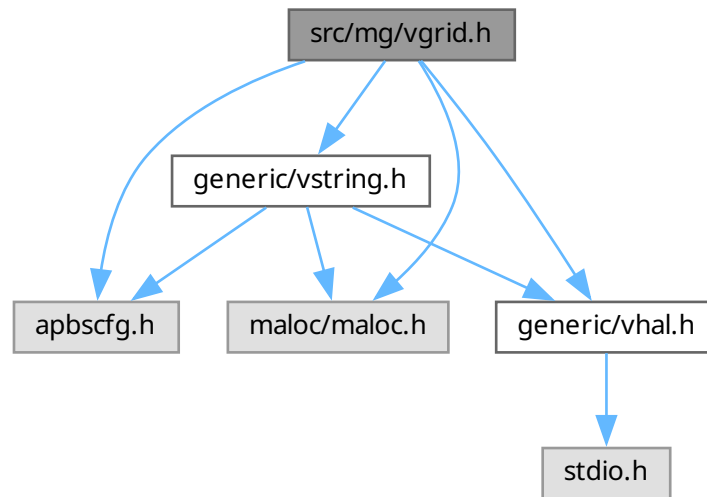 src/mg/vgrid.h
generic/vstring.h
apbscfg.h
maloc/maloc.h
generic/vhal.h
stdio.h